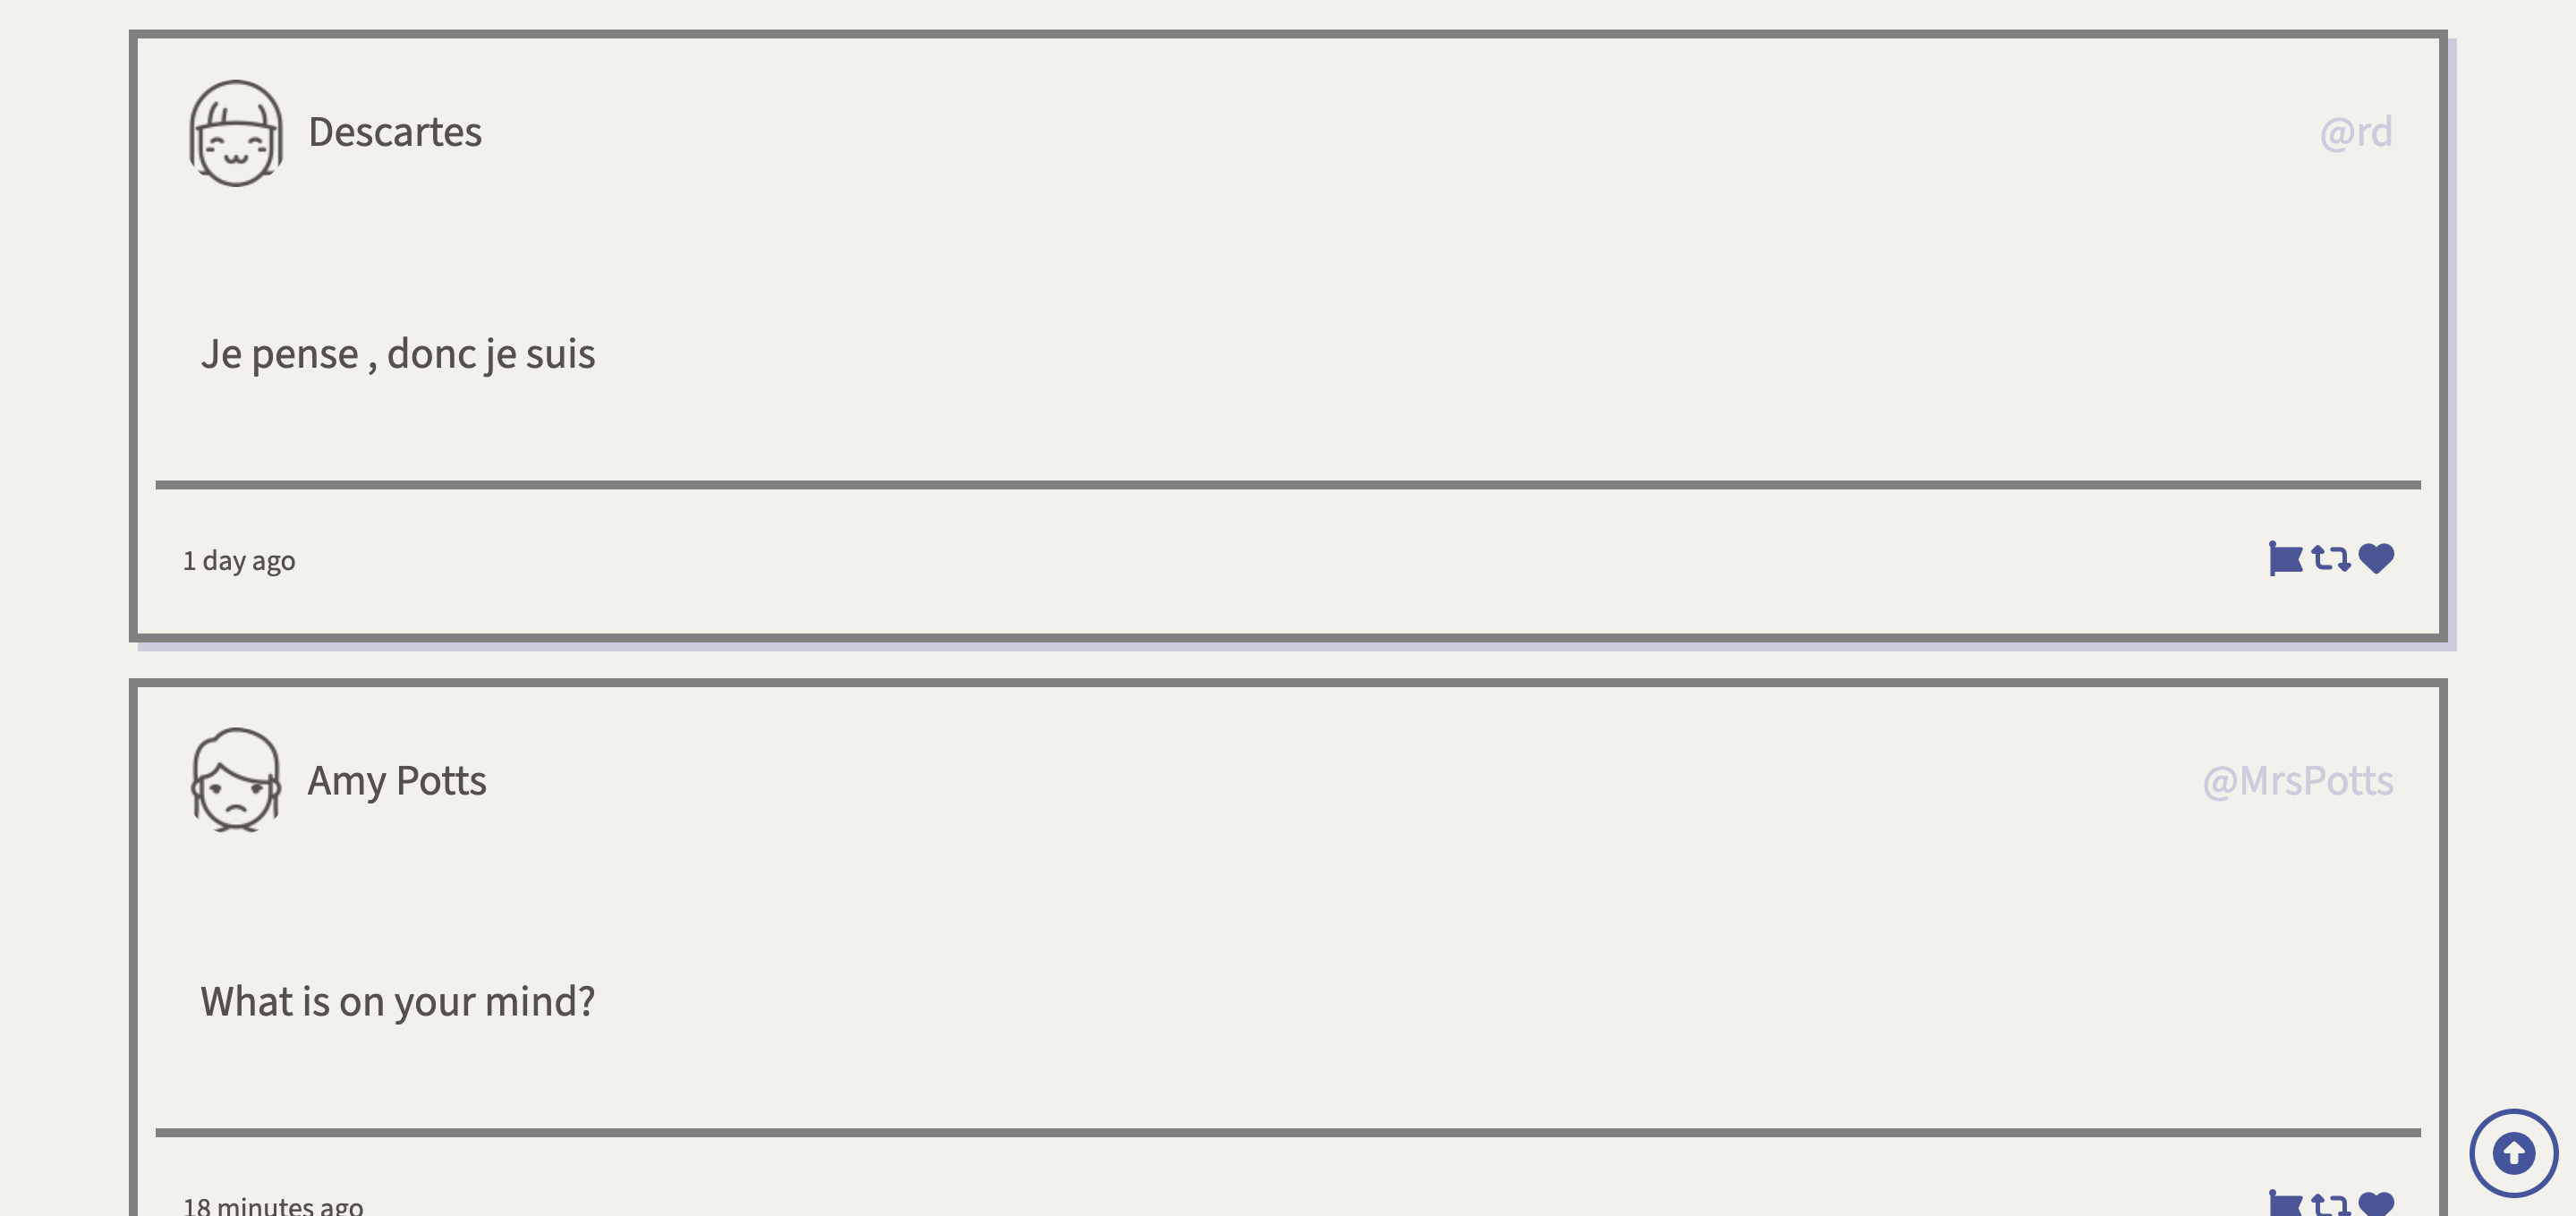 Descartes
@rd
Je pense , donc je suis
1 day ago
Amy Potts
@MrsPotts
What is on your mind?
18 minutes ago